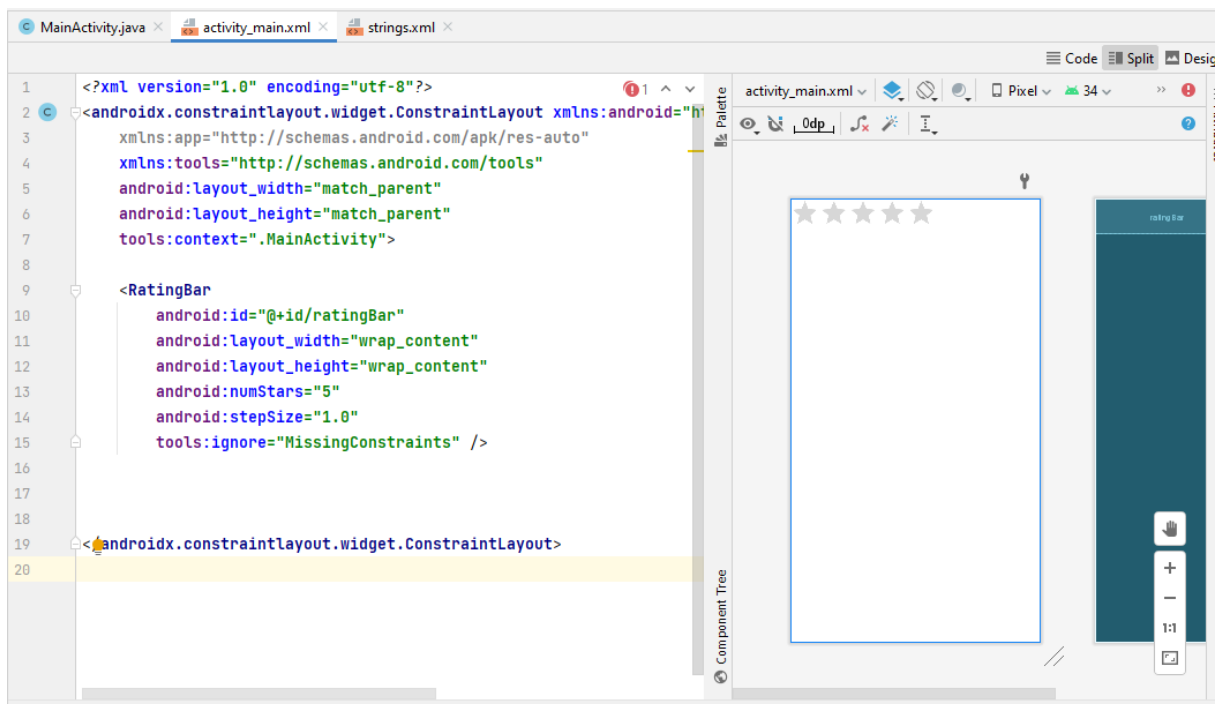 MainActivity.java activity_main.xml strings.xml
Code Split Desig
1 <?xml version="1.0" encoding="utf-8"?> 1
2 <androidx.constraintlayout.widget.ConstraintLayout xmlns:android="ht
3 xmlns:app="http://schemas.android.com/apk/res-auto"
4 xmlns:tools="http://schemas.android.com/tools"
5 android:layout_width="match_parent"
6 android:layout_height="match_parent"
7 tools:context=".MainActivity">
8
9 <RatingBar
10 android:id="@+id/ratingBar"
11 android:layout_width="wrap_content"
12 android:layout_height="wrap_content"
13 android:numStars="5"
14 android:stepSize="1.0"
15 tools:ignore="MissingConstraints" />
16
17
18
19 </androidx.constraintlayout.widget.ConstraintLayout>
20
Palette
Component Tree
activity_main.xml Pixel 34
0dp
rating Bar
1:1